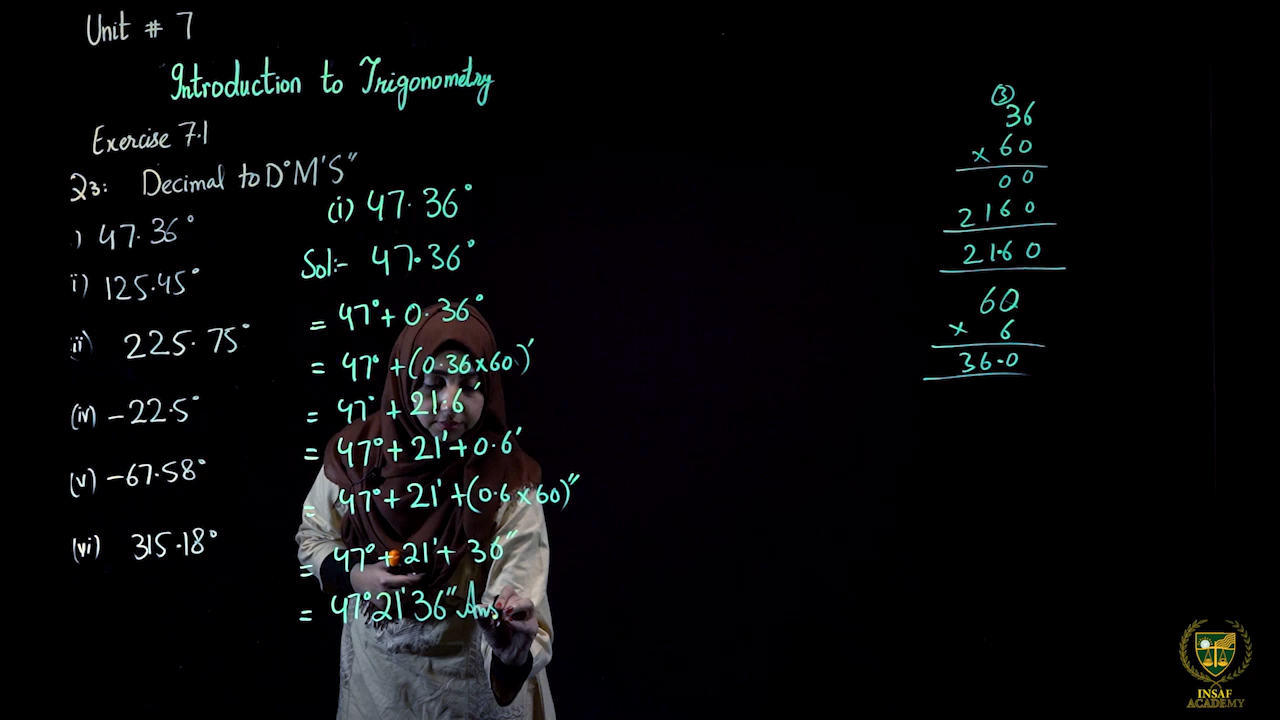 Unit # 7
Introduction to Trigonometry
Exercise 7.1
Q3: Decimal to D°M'S"
i) 47.36°
ii) 125.45°
iii) 225.75°
(iv) -22.5°
(v) -67.58°
(vi) 315.18°
(i) 47.36°
Sol:- 47.36°
= 47° + 0.36°
= 47° + (0.36×60)'
= 47° + 21.6'
= 47° + 21' + 0.6'
= 47° + 21' + (0.6×60)"
= 47° + 21' + 36"
= 47°21'36" Ans
3
36
× 60
00
2160
21.60
60
× 6
36.0
INSAF
ACADEMY